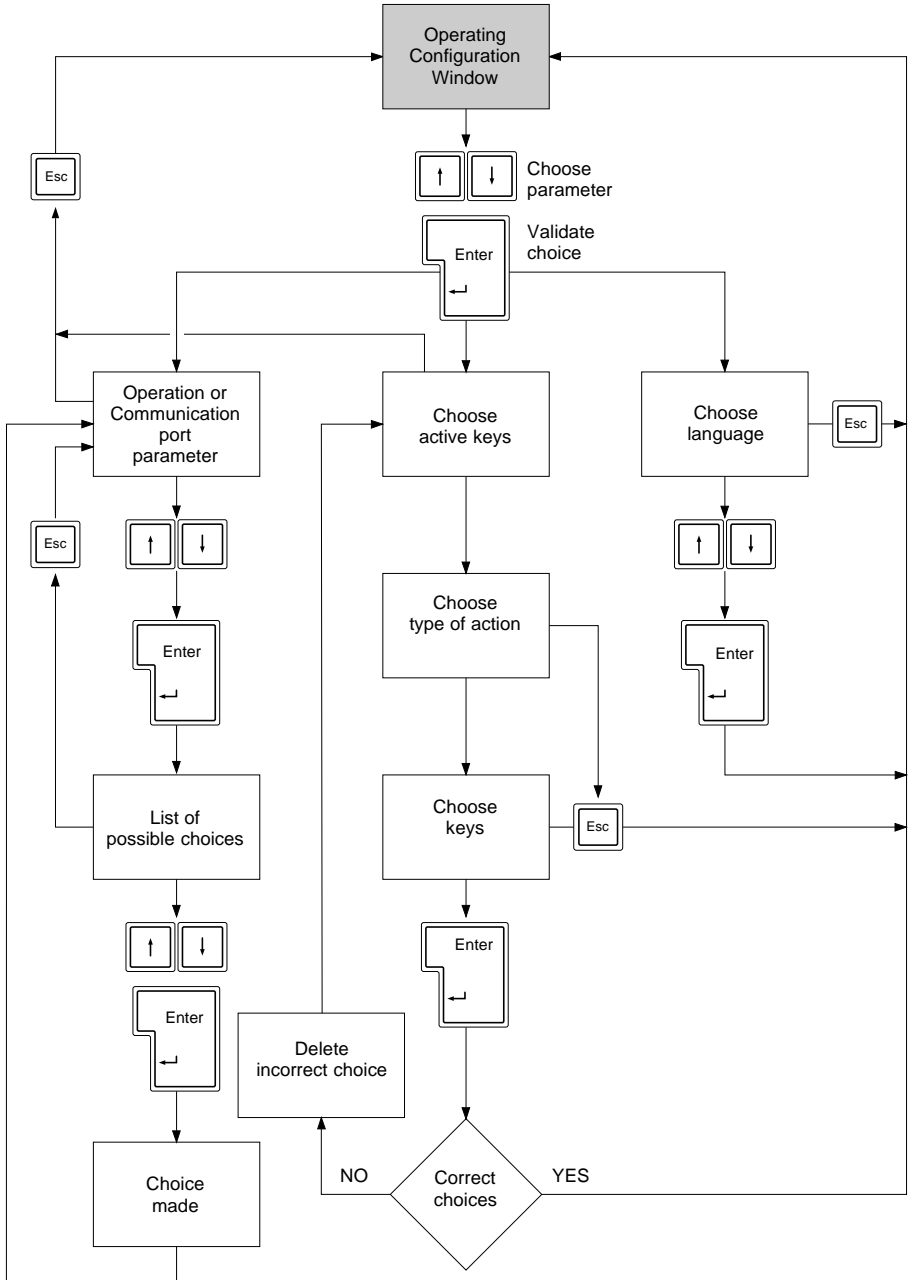 Operating
Configuration
Window
Esc
↑ ↓
Choose
parameter
Enter
Validate
choice
Operation or
Communication
port
parameter
Choose
active keys
Choose
language
Esc
Esc
↑ ↓
↑ ↓
Choose
type of action
Enter
Enter
List of
possible choices
Choose
keys
Esc
↑ ↓
Enter
Enter
Delete
incorrect choice
Choice
made
NO
Correct
choices
YES